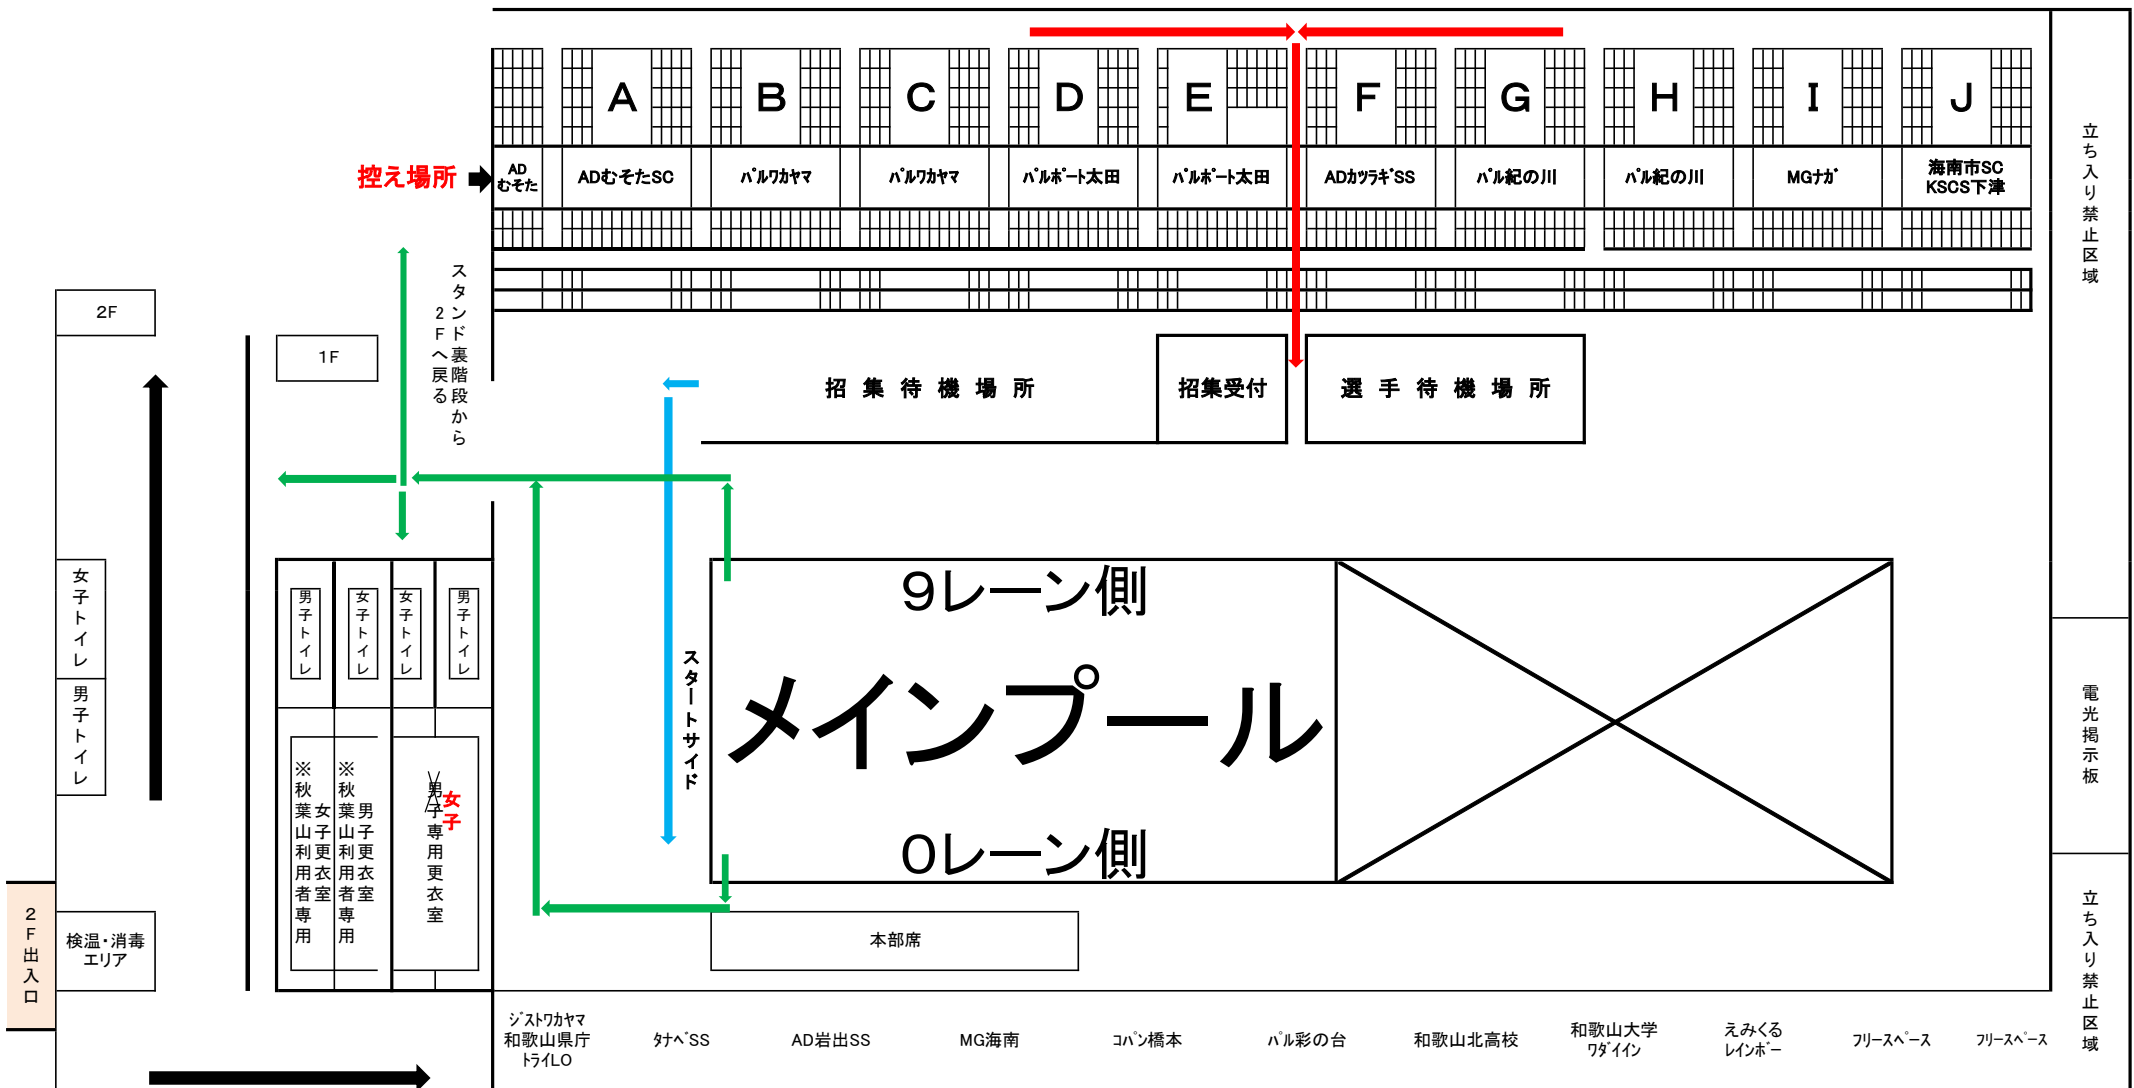 A
B
C
D
E
F
G
H
I
J
控え場所
AD
むそた
ADむそたSC
ﾊﾟﾙワカヤマ
ﾊﾟﾙワカヤマ
ﾊﾟﾙポート太田
ﾊﾟﾙポート太田
ADカツラギSS
ﾊﾟﾙ紀の川
ﾊﾟﾙ紀の川
MGナガ
海南市SC
KSCS下津
立ち入り禁止区域
スタンド裏階段から
2Fへ戻る
2F
1F
招集待機場所
招集受付
選手待機場所
女子トイレ
男子トイレ
男子トイレ
女子トイレ
女子トイレ
男子トイレ
9レーン側
スタートサイド
メインプール
0レーン側
電光掲示板
女子更衣室
※秋葉山利用者専用
男子更衣室
※秋葉山利用者専用
男子専用更衣室
女子
2F出入口
検温・消毒
エリア
本部席
立ち入り禁止区域
ジストワカヤマ
和歌山県庁
トライLO
タナベSS
AD岩出SS
MG海南
コパン橋本
ﾊﾟﾙ彩の台
和歌山北高校
和歌山大学
ワダイイン
えみくる
レインボー
フリースペース
フリースペース